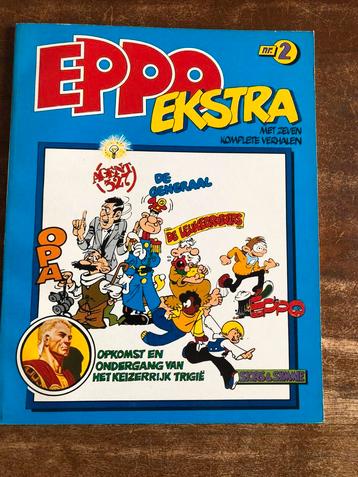 EPPO
nr. 2
EKSTRA
MET ZEVEN
KOMPLETE VERHALEN
AGENT
327!
DE
GENERAAL
DE LEUKEBROERS
OPA
EPPO
OPKOMST EN
ONDERGANG VAN
HET KEIZERRIJK TRIGIË
SJORS & SJIMMIE